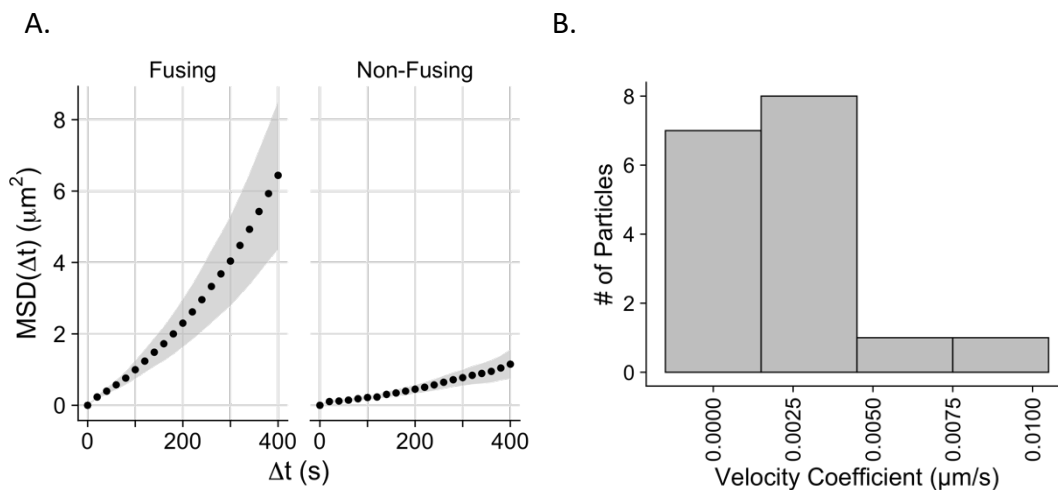 A.
Fusing
Non-Fusing
MSD(Δt) (μm²)
8
6
4
2
0
0
200
400
0
200
400
Δt (s)
B.
# of Particles
8
6
4
2
0
0.0000
0.0025
0.0050
0.0075
0.0100
Velocity Coefficient (μm/s)